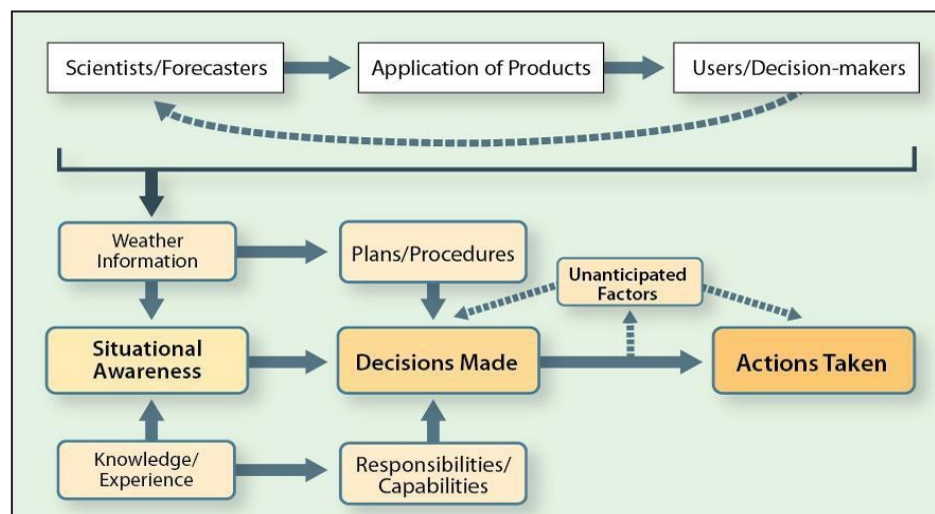 Scientists/Forecasters
Application of Products
Users/Decision-makers
Weather
Information
Plans/Procedures
Unanticipated
Factors
Situational
Awareness
Decisions Made
Actions Taken
Knowledge/
Experience
Responsibilities/
Capabilities